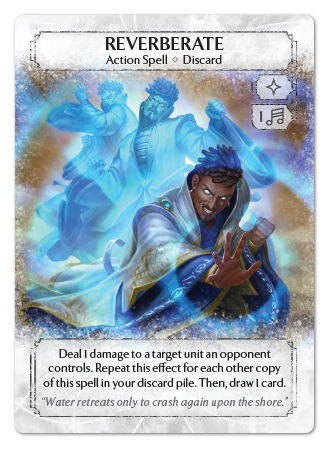 REVERBERATE
Action Spell ⟡ Discard
1
Deal 1 damage to a target unit an opponent
controls. Repeat this effect for each other copy
of this spell in your discard pile. Then, draw 1 card.
“Water retreats only to crash again upon the shore.”